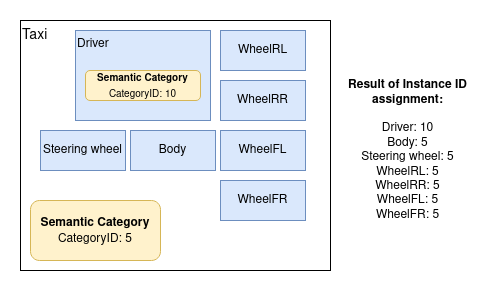 Taxi
Driver
Semantic Category
CategoryID: 10
WheelRL
WheelRR
Steering wheel
Body
WheelFL
WheelFR
Semantic Category
CategoryID: 5
Result of Instance ID
assignment:
Driver: 10
Body: 5
Steering wheel: 5
WheelRL: 5
WheelRR: 5
WheelFL: 5
WheelFR: 5